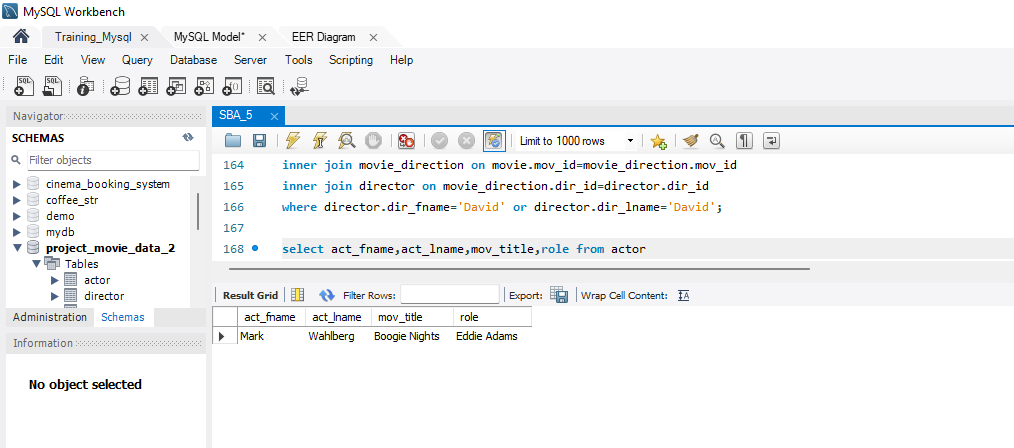 MySQL Workbench
Training_Mysql MySQL Model* EER Diagram
File Edit View Query Database Server Tools Scripting Help
Navigator
SCHEMAS
Filter objects
cinema_booking_system
coffee_str
demo
mydb
project_movie_data_2
Tables
actor
director
Administration Schemas
Information
No object selected
SBA_5
Limit to 1000 rows
164 inner join movie_direction on movie.mov_id=movie_direction.mov_id
165 inner join director on movie_direction.dir_id=director.dir_id
166 where director.dir_fname='David' or director.dir_lname='David';
167
168 select act_fname,act_lname,mov_title,role from actor
Result Grid Filter Rows: Export: Wrap Cell Content:
act_fname act_lname mov_title role
Mark Wahlberg Boogie Nights Eddie Adams